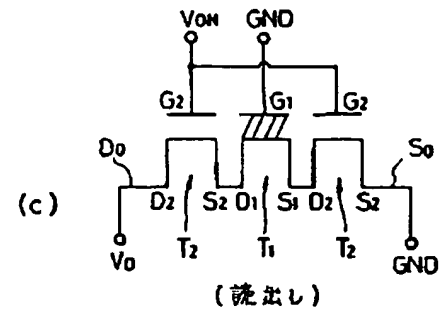 VON GND
G2 G1 G2
D0 S0
(c) D2 S2 D1 S1 D2 S2
T2 T1 T2
VD GND
(読出し)